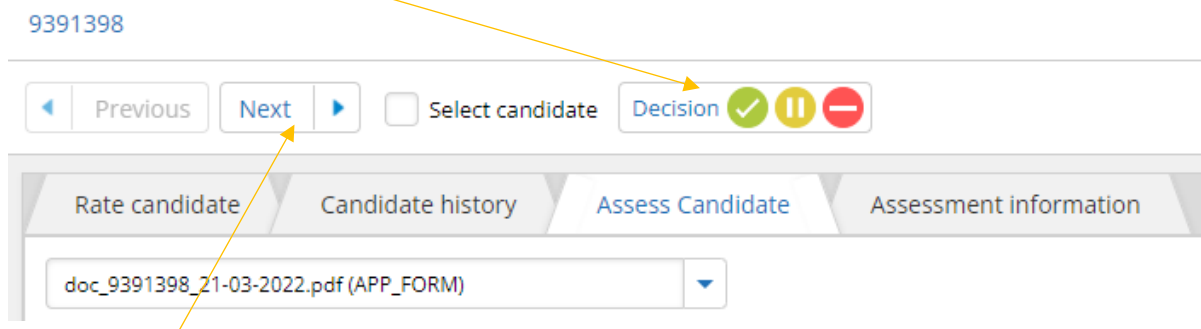 9391398
Previous Next Select candidate Decision
Rate candidate Candidate history Assess Candidate Assessment information
doc_9391398_21-03-2022.pdf (APP_FORM)